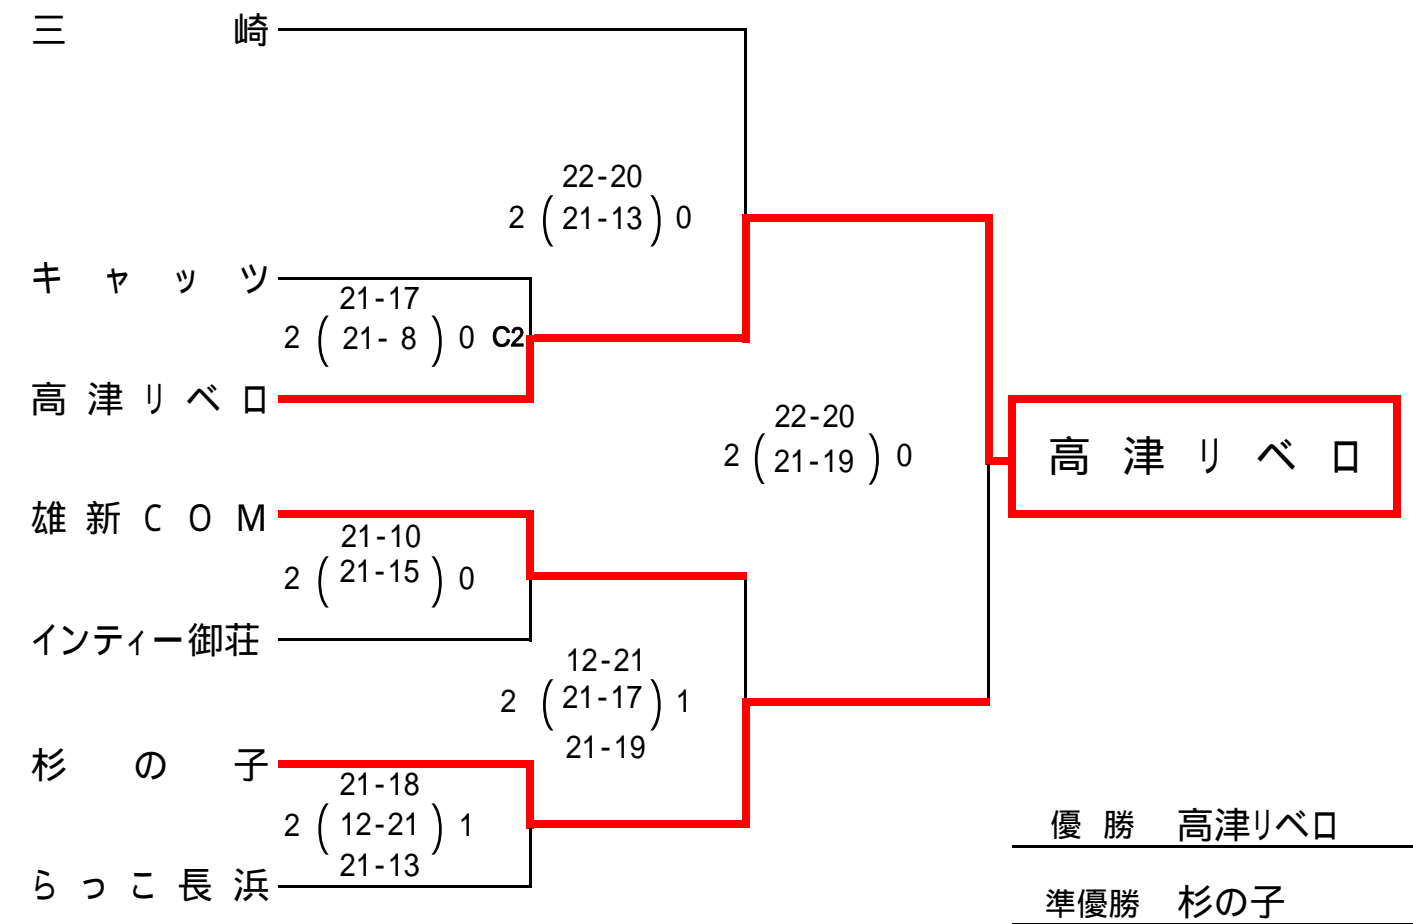 三崎
22-20
2 ( 21-13 ) 0
キャッツ
21-17
2 ( 21- 8 ) 0 C2
高津リベロ
22-20
2 ( 21-19 ) 0
高津リベロ
雄新COM
21-10
2 ( 21-15 ) 0
インティー御荘
12-21
2 ( 21-17 ) 1
21-19
杉の子
21-18
2 ( 12-21 ) 1
21-13
らっこ長浜
優勝 高津リベロ
準優勝 杉の子